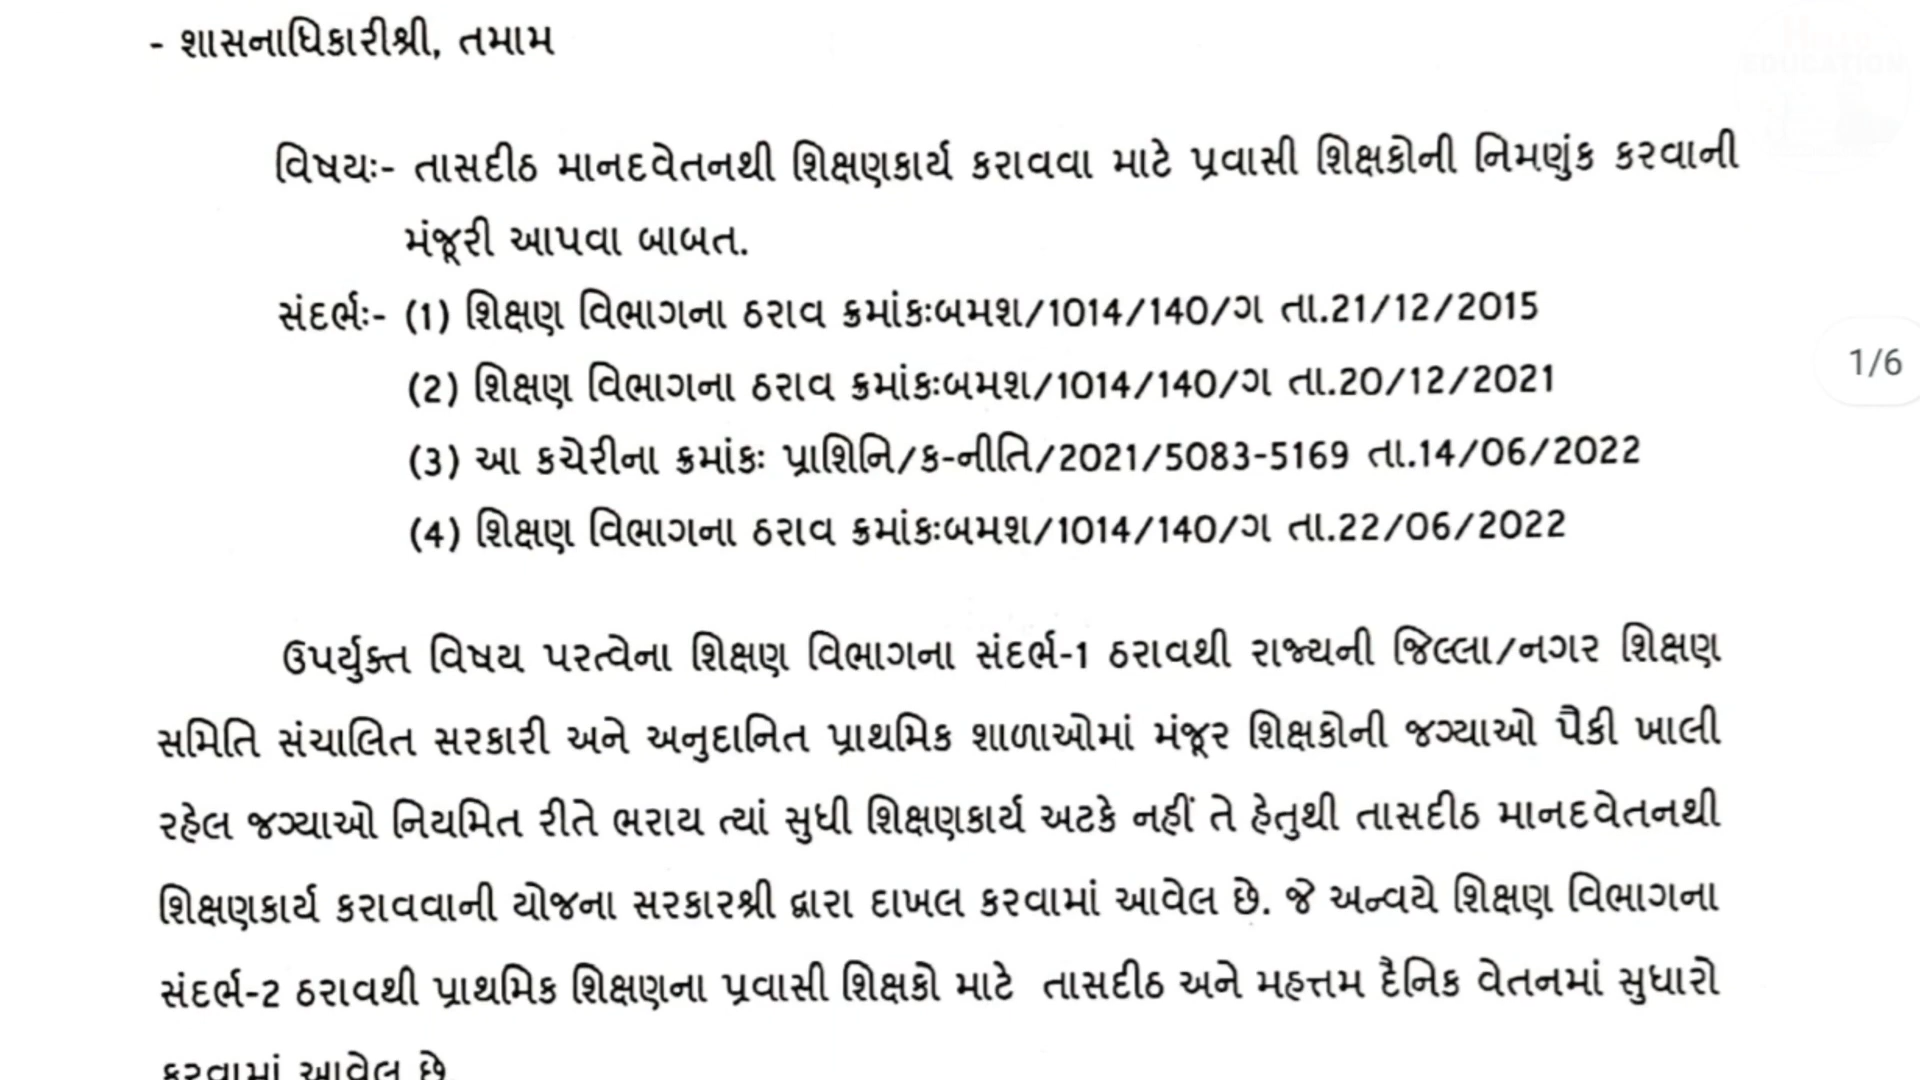 - શાસનાધિકારીશ્રી, તમામ
વિષયઃ- તાસદીઠ માનદવેતનથી શિક્ષણકાર્ય કરાવવા માટે પ્રવાસી શિક્ષકોની નિમણુંક કરવાની
મંજૂરી આપવા બાબત.
સંદર્ભઃ- (1) શિક્ષણ વિભાગના ઠરાવ ક્રમાંકઃબમશ/1014/140/ગ તા.21/12/2015
(2) શિક્ષણ વિભાગના ઠરાવ ક્રમાંકઃબમશ/1014/140/ગ તા.20/12/2021
(3) આ કચેરીના ક્રમાંકઃ પ્રાશિનિ/ક-નીતિ/2021/5083-5169 તા.14/06/2022
(4) શિક્ષણ વિભાગના ઠરાવ ક્રમાંકઃબમશ/1014/140/ગ તા.22/06/2022
1/6
ઉપર્યુક્ત વિષય પરત્વેના શિક્ષણ વિભાગના સંદર્ભ-1 ઠરાવથી રાજ્યની જિલ્લા/નગર શિક્ષણ
સમિતિ સંચાલિત સરકારી અને અનુદાનિત પ્રાથમિક શાળાઓમાં મંજૂર શિક્ષકોની જગ્યાઓ પૈકી ખાલી
રહેલ જગ્યાઓ નિયમિત રીતે ભરાય ત્યાં સુધી શિક્ષણકાર્ય અટકે નહીં તે હેતુથી તાસદીઠ માનદવેતનથી
શિક્ષણકાર્ય કરાવવાની યોજના સરકારશ્રી દ્વારા દાખલ કરવામાં આવેલ છે. જે અન્વયે શિક્ષણ વિભાગના
સંદર્ભ-2 ઠરાવથી પ્રાથમિક શિક્ષણના પ્રવાસી શિક્ષકો માટે તાસદીઠ અને મહત્તમ દૈનિક વેતનમાં સુધારો
કરવામાં આવેલ છે.